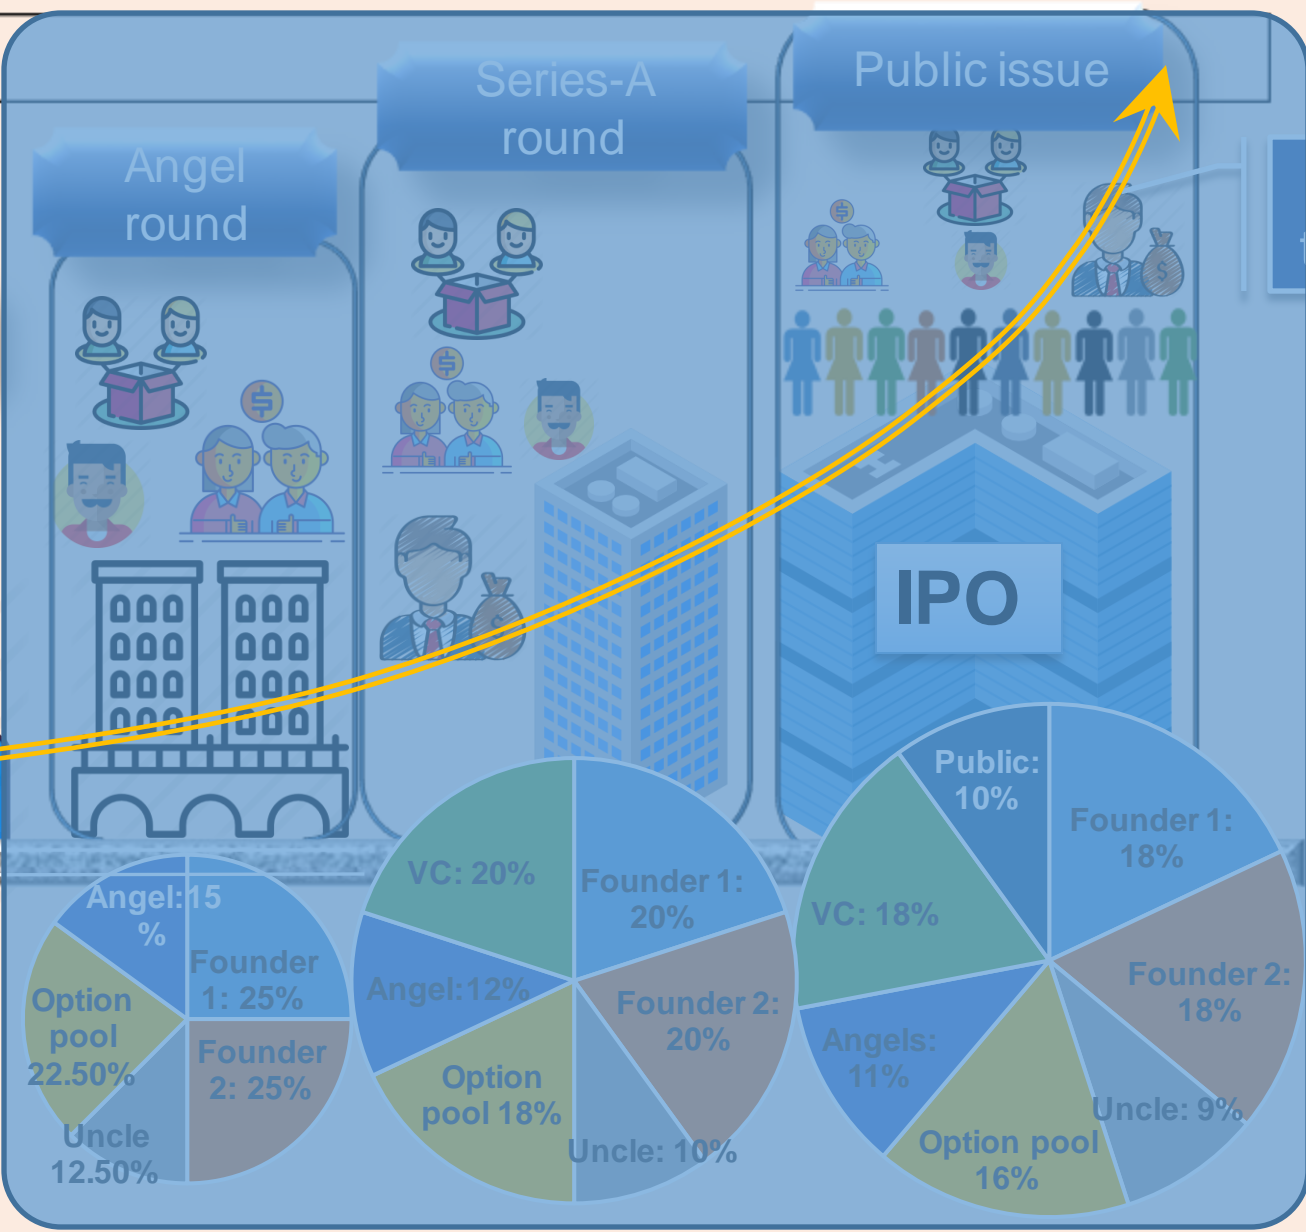 Angel
round
Series-A
round
Public issue
t
IPO
Angel:15
%
Founder
1: 25%
Founder
2: 25%
Uncle
12.50%
Option
pool
22.50%
VC: 20%
Founder 1:
20%
Founder 2:
20%
Uncle: 10%
Option
pool 18%
Angel:12%
Public:
10%
Founder 1:
18%
Founder 2:
18%
Uncle: 9%
Option pool
16%
Angels:
11%
VC: 18%